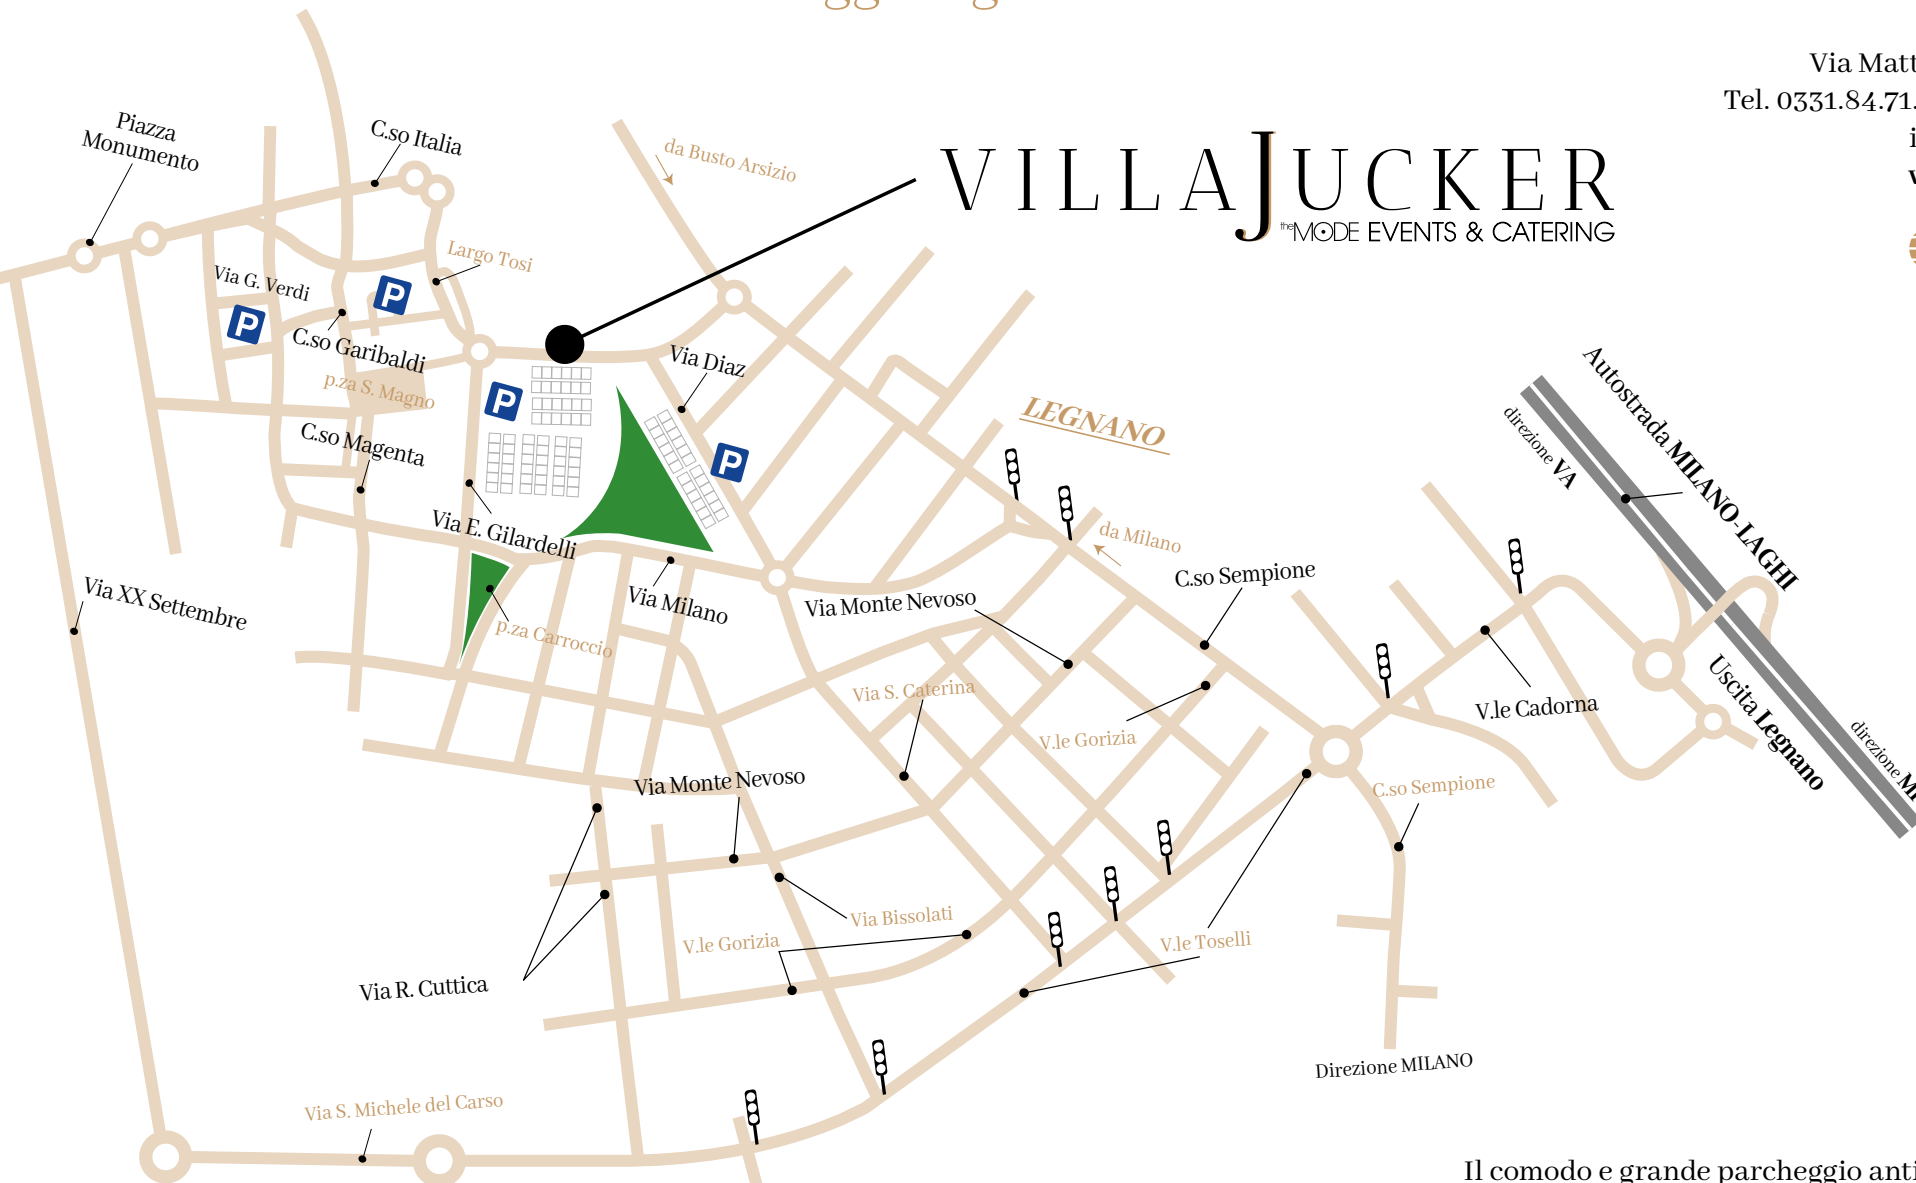 Via Matt
Tel. 0331.84.71.
Piazza
Monumento
C.so Italia
da Busto Arsizio
VILLA JUCKER
the MODE EVENTS & CATERING
Largo Tosi
Via G. Verdi
P
P
C.so Garibaldi
p.za S. Magno
P
Via Diaz
P
LEGNANO
C.so Magenta
Via E. Gilardelli
Autostrada MILANO-LAGHI
direzione VA
da Milano
C.so Sempione
Via XX Settembre
Via Milano
Via Monte Nevoso
p.za Carroccio
Via S. Caterina
V.le Gorizia
V.le Cadorna
Uscita Legnano
direzione MI
Via Monte Nevoso
C.so Sempione
Via Bissolati
V.le Gorizia
V.le Toselli
Via R. Cuttica
Direzione MILANO
Via S. Michele del Carso
Il comodo e grande parcheggio anti